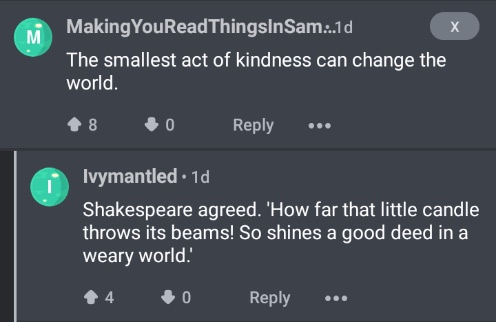 M
MakingYouReadThingsInSam... 1d
X
The smallest act of kindness can change the
world.
8 0 Reply •••
I
Ivymantled • 1d
Shakespeare agreed. 'How far that little candle
throws its beams! So shines a good deed in a
weary world.'
4 0 Reply •••